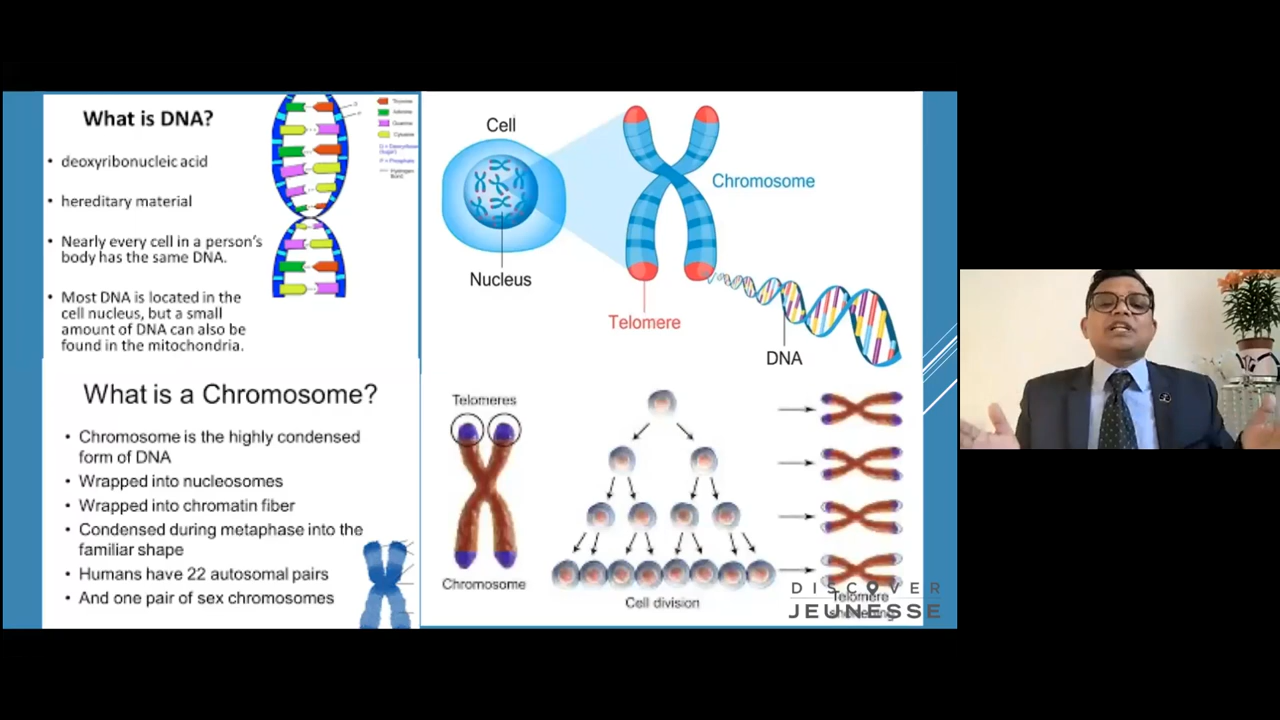 What is DNA?
• deoxyribonucleic acid
• hereditary material
• Nearly every cell in a person's
body has the same DNA.
• Most DNA is located in the
cell nucleus, but a small
amount of DNA can also be
found in the mitochondria.
Thymine
Adenine
Guanine
Cytosine
What is a Chromosome?
• Chromosome is the highly condensed
form of DNA
• Wrapped into nucleosomes
• Wrapped into chromatin fiber
• Condensed during metaphase into the
familiar shape
• Humans have 22 autosomal pairs
• And one pair of sex chromosomes
Cell
Nucleus
Chromosome
Telomere
DNA
Telomeres
Chromosome
Cell division
Telomere
DISCOVER
JEUNESSE